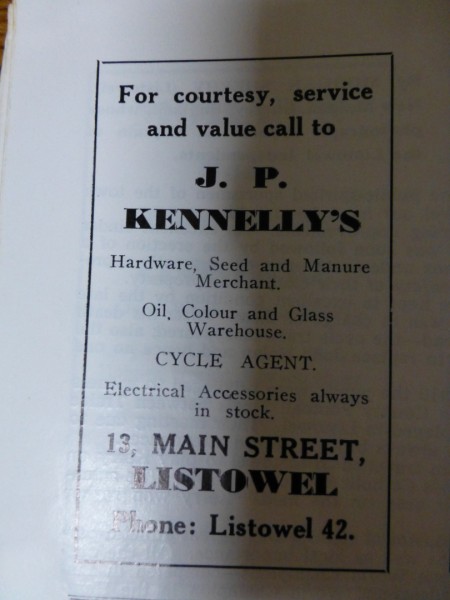 For courtesy, service
and value call to
J. P.
KENNELLY'S
Hardware, Seed and Manure
Merchant.
Oil, Colour and Glass
Warehouse.
CYCLE AGENT.
Electrical Accessories always
in stock.
13, MAIN STREET,
LISTOWEL
Phone: Listowel 42.